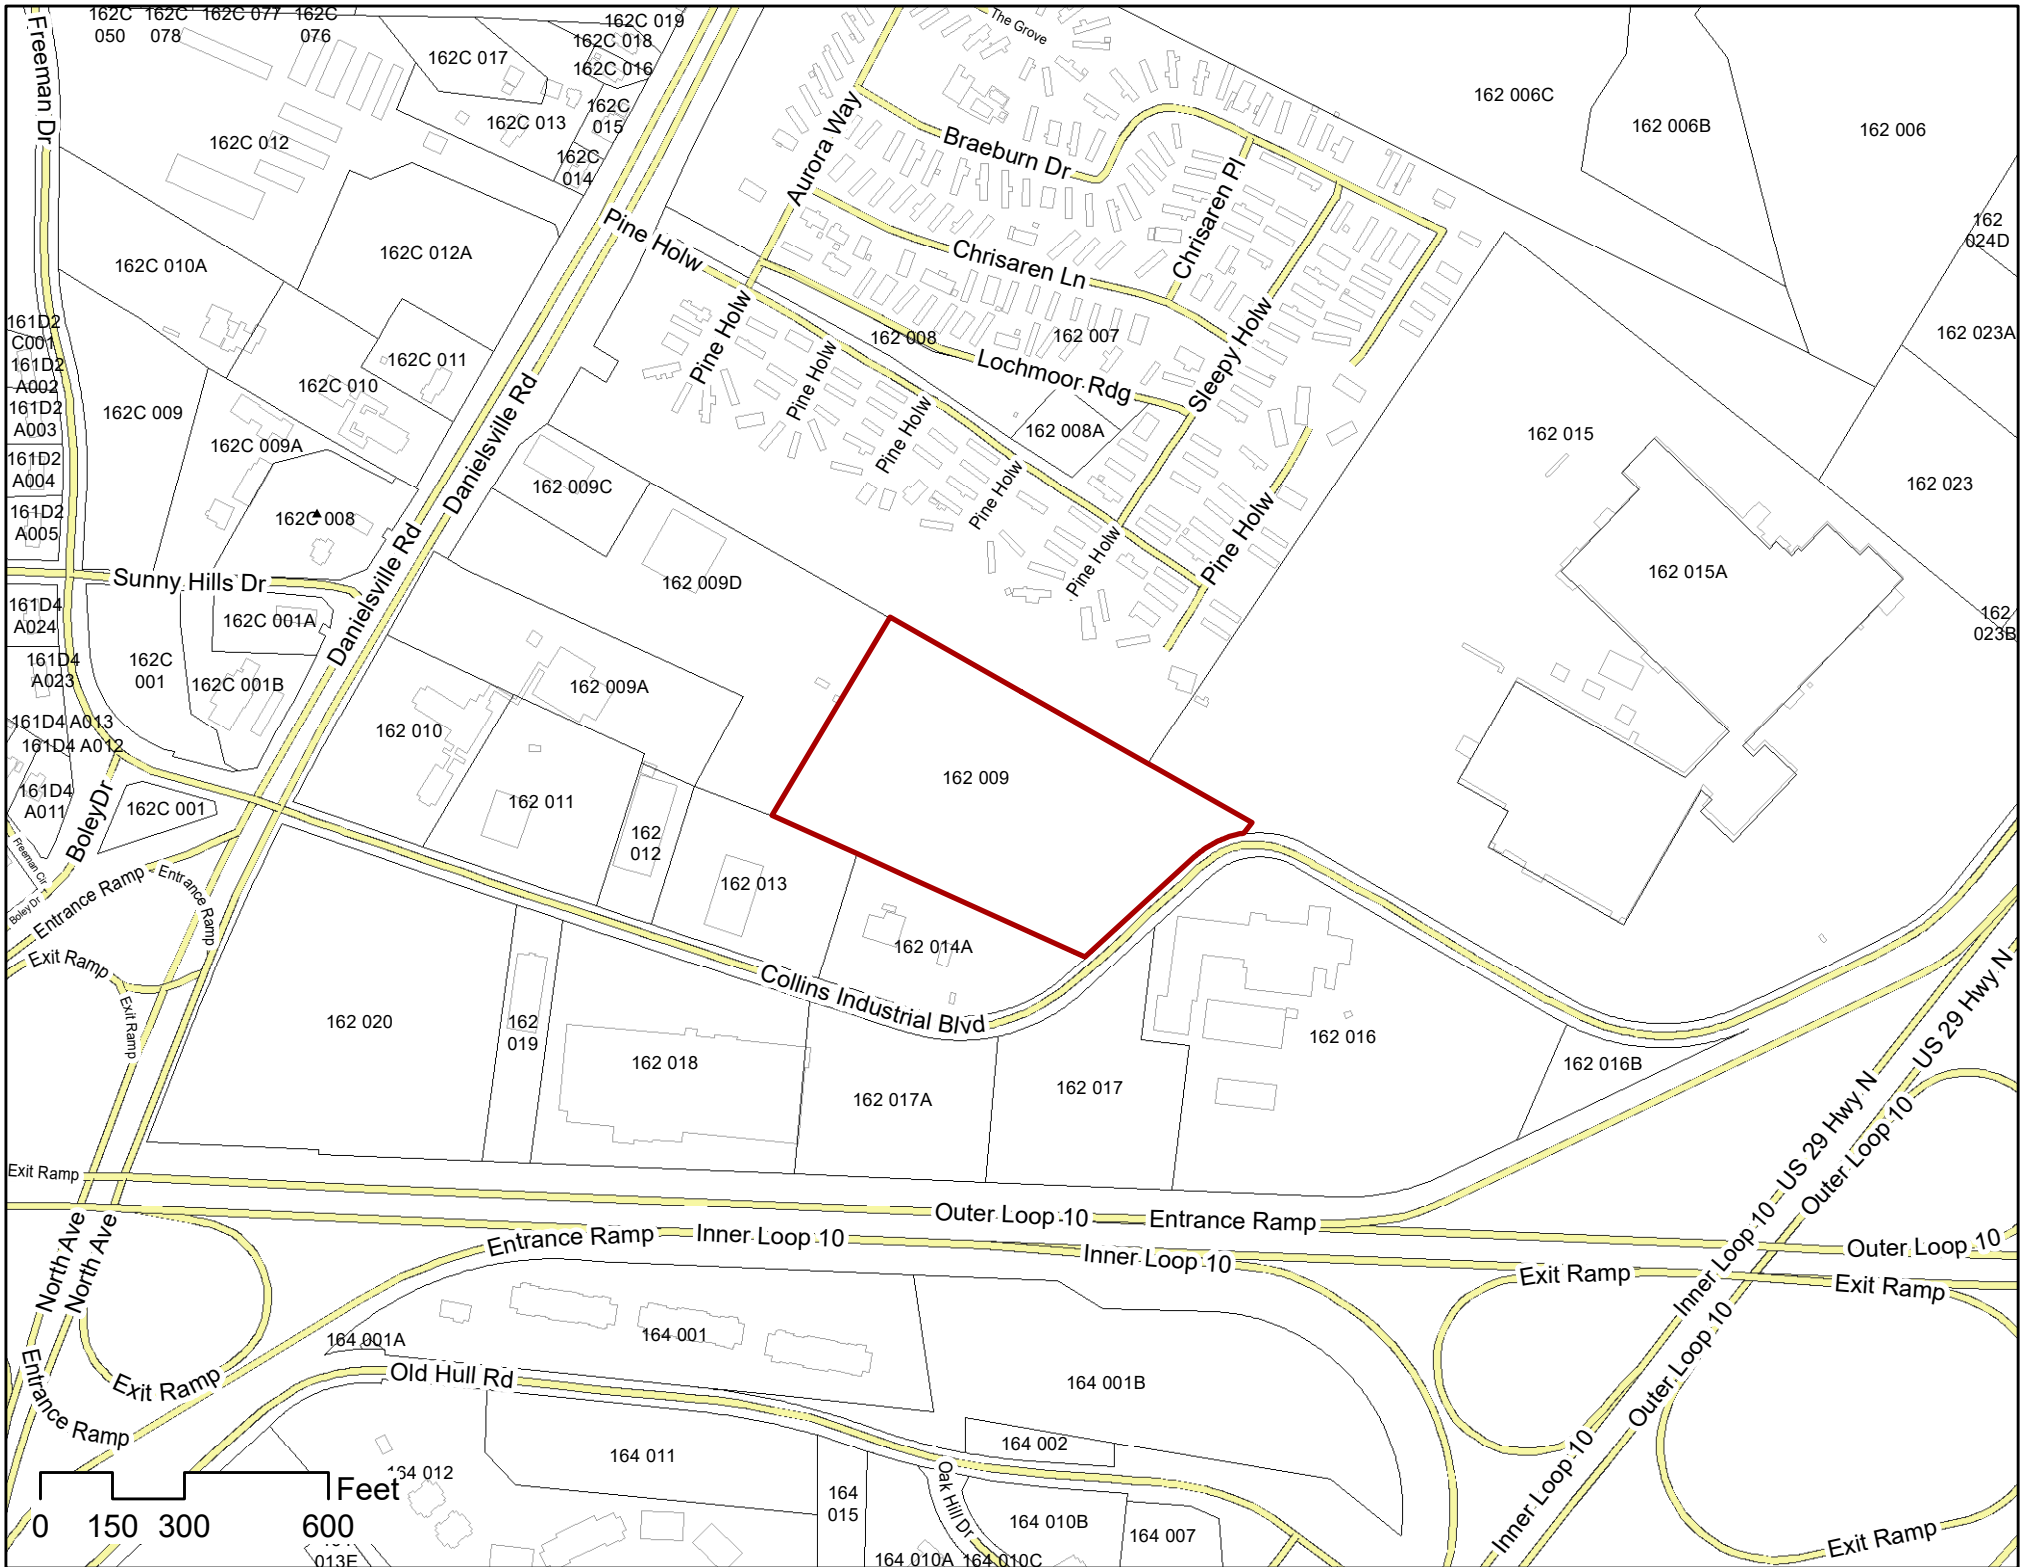 162C
050
162C
078
162C 077
162C
076
162C 019
162C 018
162C 016
162C 017
162C
015
162C 013
162C
014
162C 012
Freeman Dr
The Grove
Aurora Way
Braeburn Dr
Chrisaren Pl
Chrisaren Ln
Pine Holw
Sleepy Holw
Lochmoor Rdg
162 006C
162 006B
162 006
162
024D
162 023A
162 023
162
023B
162C 010A
162C 012A
162C 011
162C 010
162C 009
162C 009A
162C 008
161D2
C001
161D2
A002
161D2
A003
161D2
A004
161D2
A005
Danielsville Rd
Danielsville Rd
Pine Holw
Pine Holw
Pine Holw
Pine Holw
Pine Holw
Pine Holw
162 008
162 007
162 008A
162 015
162 015A
162 009C
162 009D
Sunny Hills Dr
161D4
A024
161D4
A023
161D4 A013
161D4 A012
161D4
A011
162C 001A
162C
001
162C 001B
162C 001
Boley Dr
Freeman Cir
Boley Dr
162 009A
162 010
162 011
162
012
162 013
162 009
162 014A
Entrance Ramp
Entrance Ramp
Exit Ramp
Exit Ramp
Collins Industrial Blvd
162 020
162
019
162 018
162 017A
162 017
162 016
162 016B
US 29 Hwy N
Inner Loop 10 - US 29 Hwy N
Outer Loop 10
Exit Ramp
Outer Loop 10
Entrance Ramp
Entrance Ramp
Inner Loop 10
Inner Loop 10
Outer Loop 10
Exit Ramp
Exit Ramp
North Ave
North Ave
Entrance Ramp
Exit Ramp
164 001A
164 001
164 001B
Old Hull Rd
Outer Loop 10
Inner Loop 10
164 002
164 011
164 012
164
015
Oak Hill Dr
164 010B
164 007
164 010A
164 010C
013E
Exit Ramp
Feet
0 150 300 600